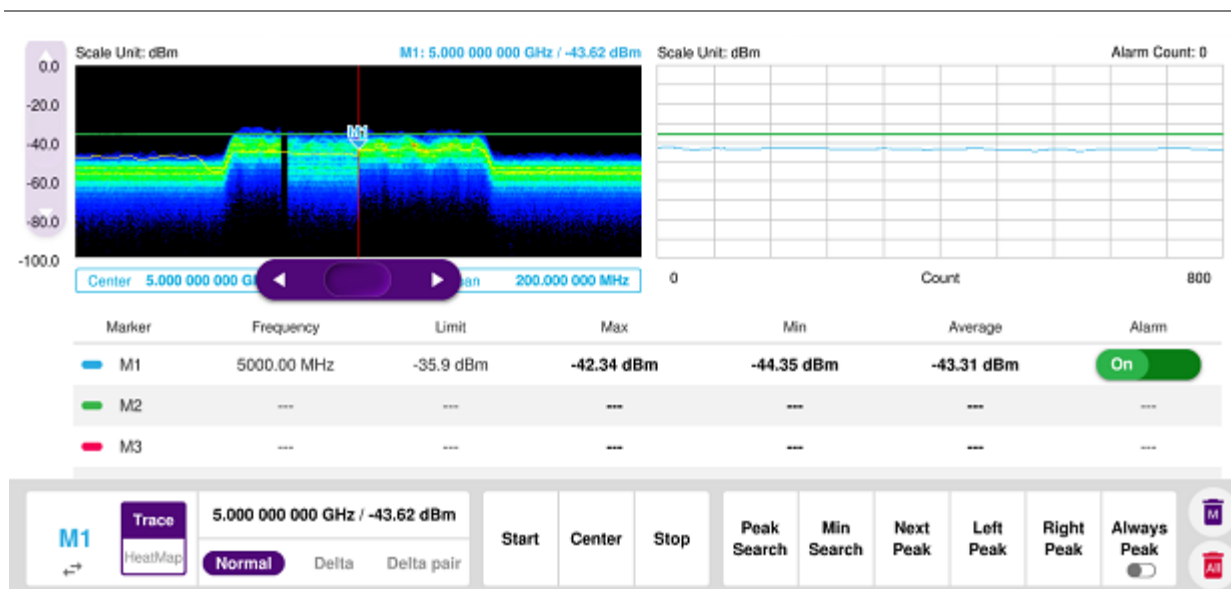 Scale Unit: dBm
M1: 5.000 000 000 GHz / -43.62 dBm
Scale Unit: dBm
Alarm Count: 0
0.0
-20.0
-40.0
-60.0
-80.0
-100.0
M1
Center 5.000 000 000 G
an 200.000 000 MHz
0 Count 800
Marker Frequency Limit Max Min Average Alarm
M1 5000.00 MHz -35.9 dBm -42.34 dBm -44.35 dBm -43.31 dBm On
M2 --- --- --- --- --- ---
M3 --- --- --- --- --- ---
M1
Trace
HeatMap
5.000 000 000 GHz / -43.62 dBm
Normal Delta Delta pair
Start
Center
Stop
Peak
Search
Min
Search
Next
Peak
Left
Peak
Right
Peak
Always
Peak
M
All